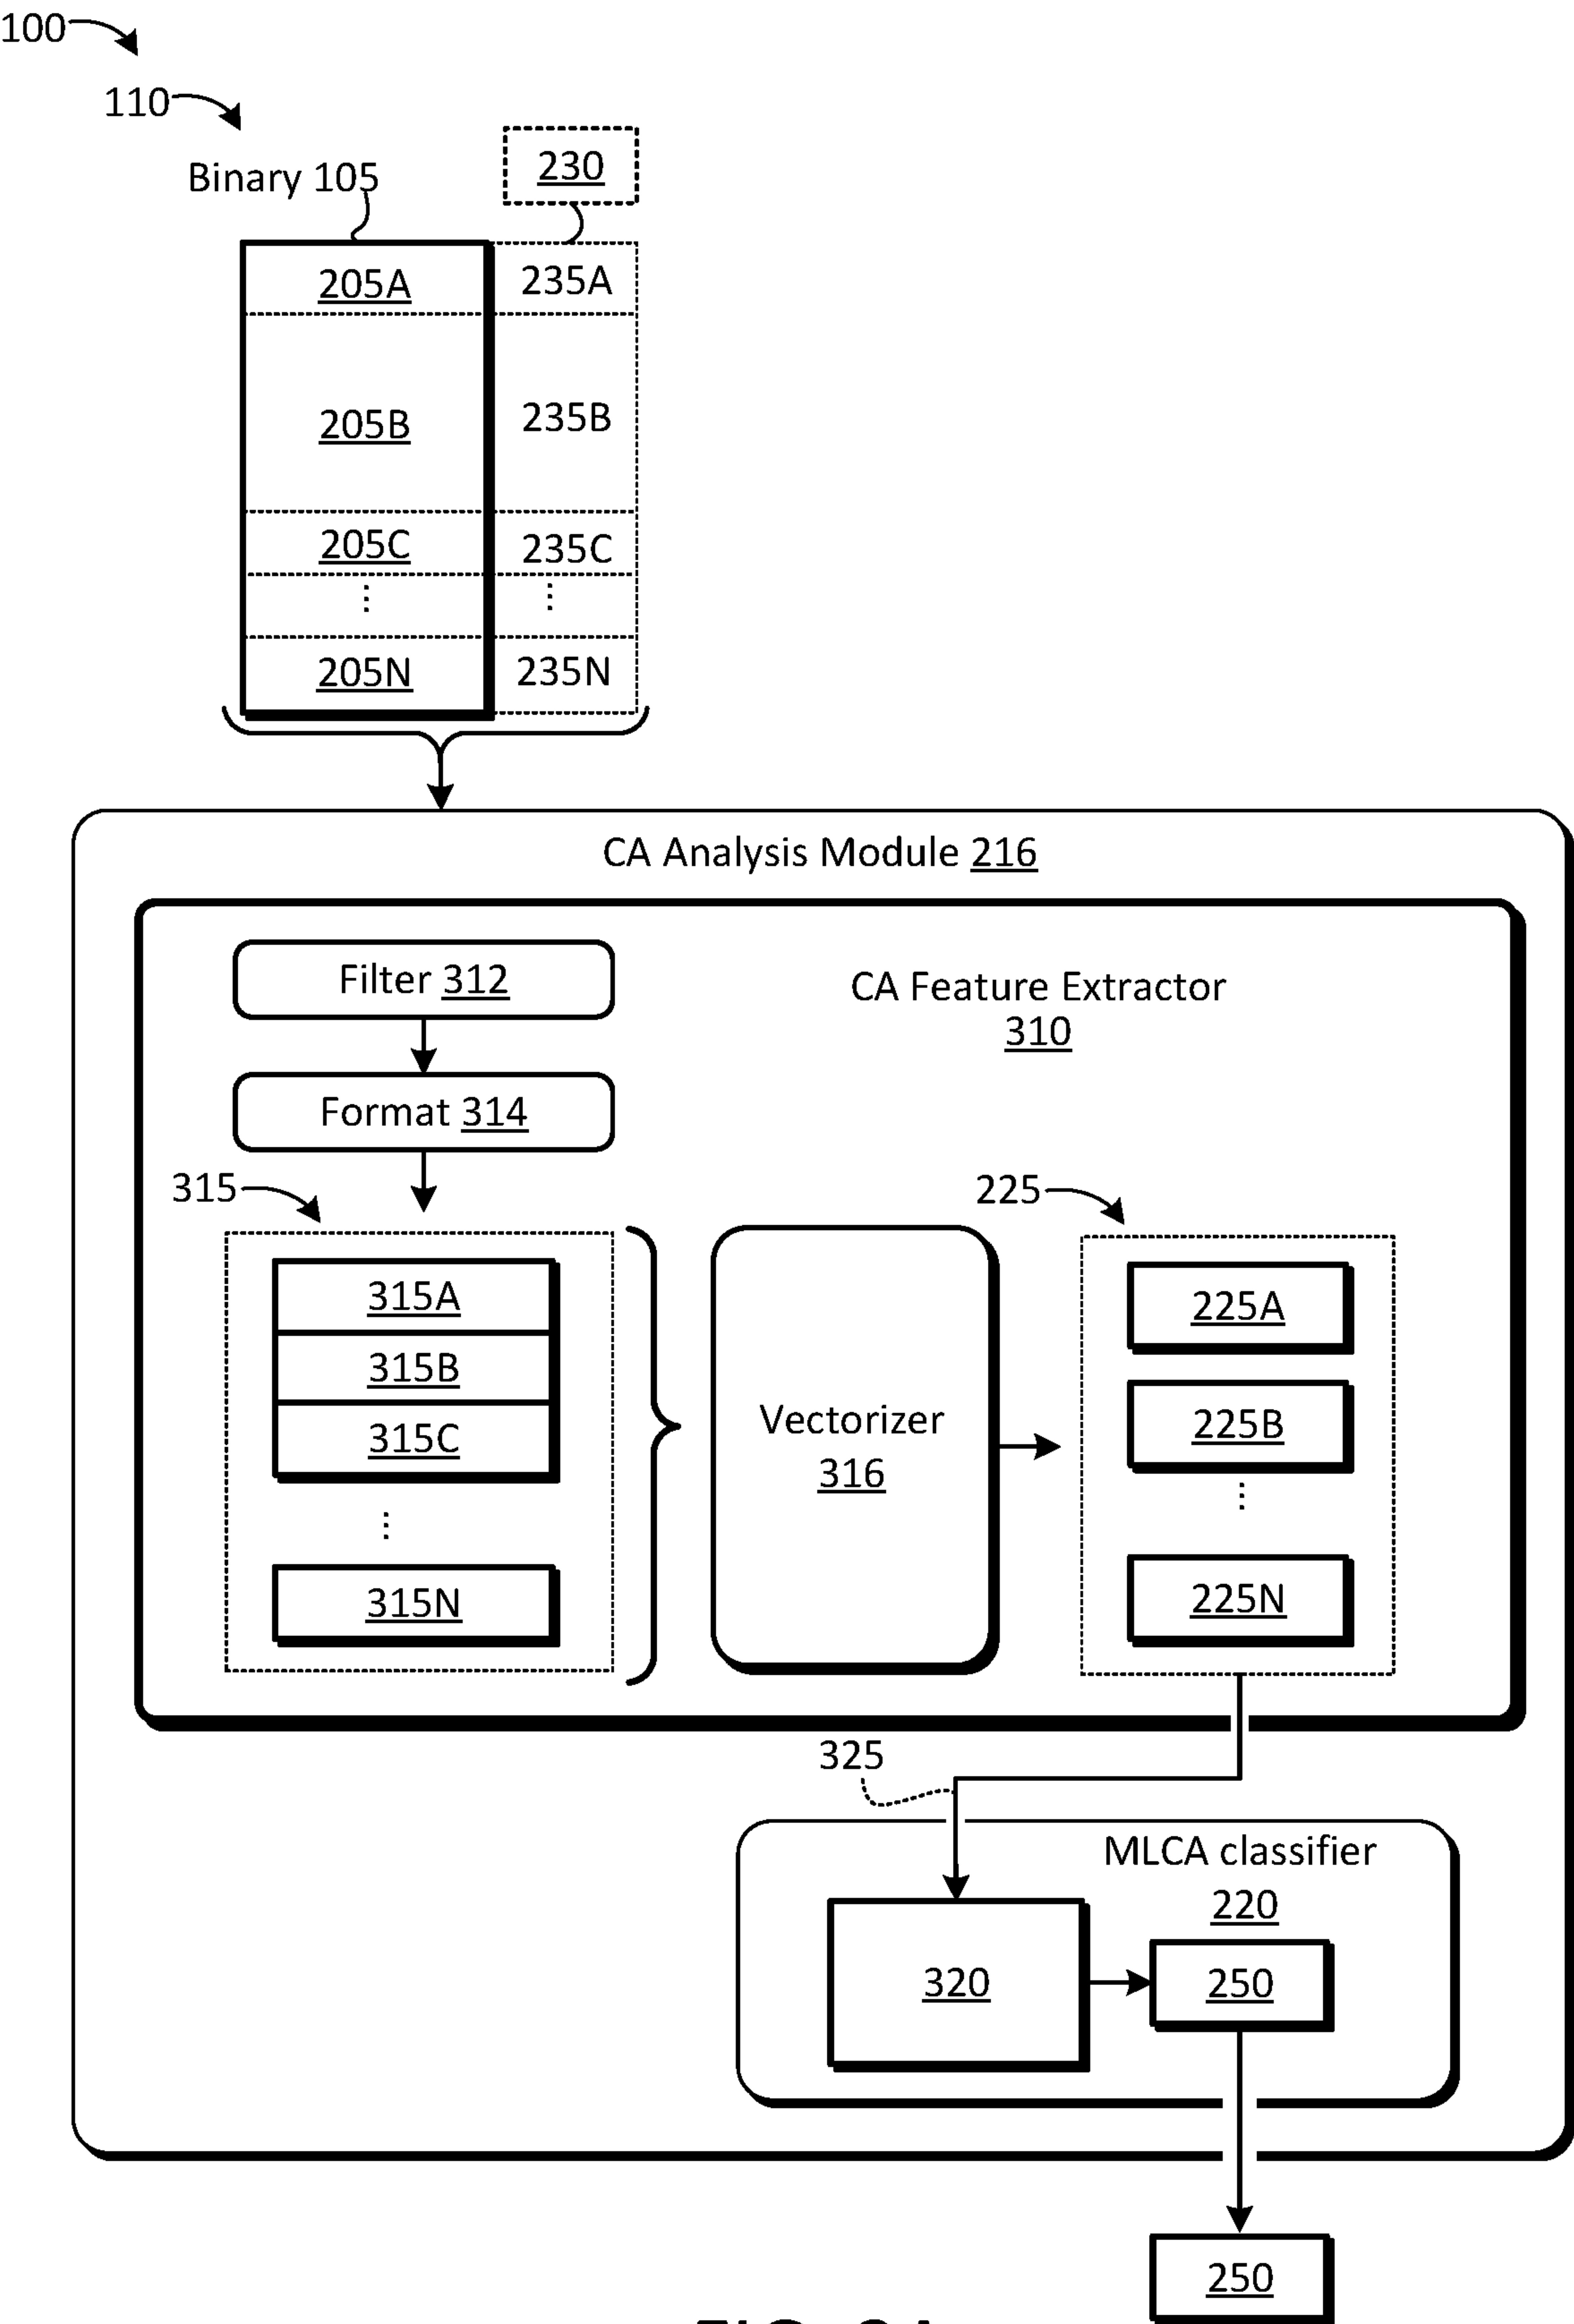 100
110
Binary 105
230
205A
235A
205B
235B
205C
235C
⋮
⋮
205N
235N
CA Analysis Module 216
Filter 312
CA Feature Extractor
310
Format 314
315
225
315A
315B
315C
⋮
315N
Vectorizer
316
225A
225B
⋮
225N
325
MLCA classifier
220
320
250
250